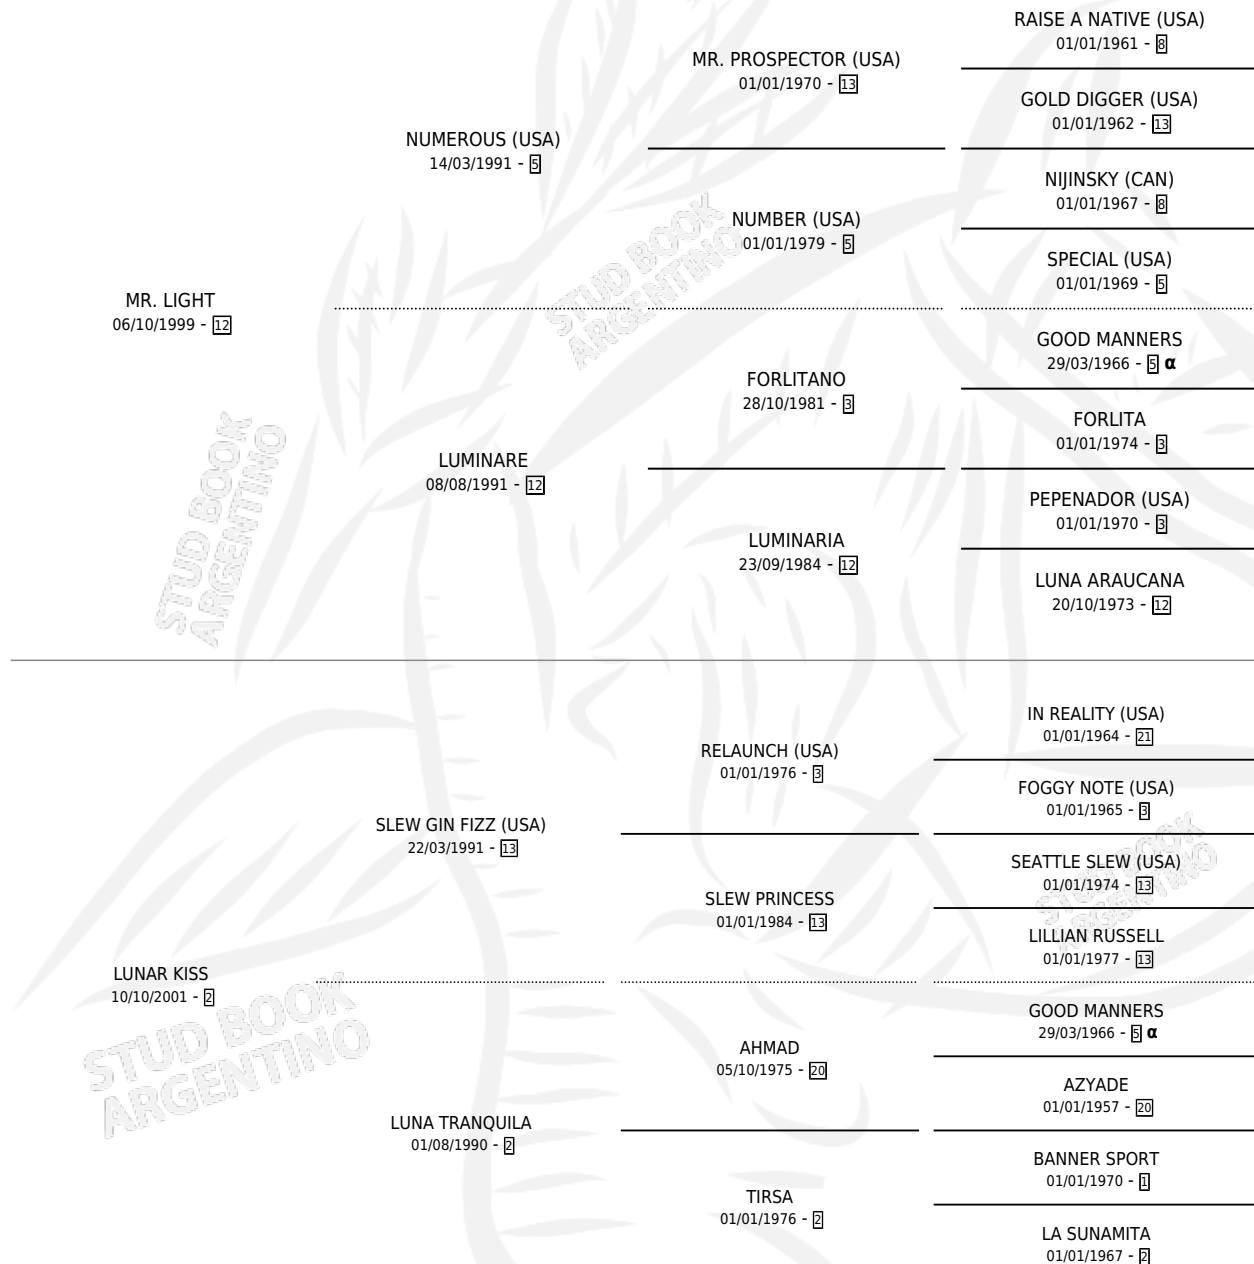 RAISE A NATIVE (USA)
01/01/1961 - 8
MR. PROSPECTOR (USA)
01/01/1970 - 13
GOLD DIGGER (USA)
01/01/1962 - 13
NUMEROUS (USA)
14/03/1991 - 5
NIJINSKY (CAN)
01/01/1967 - 8
NUMBER (USA)
01/01/1979 - 5
SPECIAL (USA)
01/01/1969 - 5
MR. LIGHT
06/10/1999 - 12
GOOD MANNERS
29/03/1966 - 5 α
FORLITANO
28/10/1981 - 3
FORLITA
01/01/1974 - 3
LUMINARE
08/08/1991 - 12
PEPENADOR (USA)
01/01/1970 - 3
LUMINARIA
23/09/1984 - 12
LUNA ARAUCANA
20/10/1973 - 12
IN REALITY (USA)
01/01/1964 - 21
RELAUNCH (USA)
01/01/1976 - 3
FOGGY NOTE (USA)
01/01/1965 - 3
SLEW GIN FIZZ (USA)
22/03/1991 - 13
SEATTLE SLEW (USA)
01/01/1974 - 13
SLEW PRINCESS
01/01/1984 - 13
LILLIAN RUSSELL
01/01/1977 - 13
LUNAR KISS
10/10/2001 - 2
GOOD MANNERS
29/03/1966 - 5 α
AHMAD
05/10/1975 - 20
AZYADE
01/01/1957 - 20
LUNA TRANQUILA
01/08/1990 - 2
BANNER SPORT
01/01/1970 - 1
TIRSA
01/01/1976 - 2
LA SUNAMITA
01/01/1967 - 2
STUD BOOK
ARGENTINO
STUD BOOK
ARGENTINO
STUD BOOK
ARGENTINO
STUD BOOK
ARGENTINO